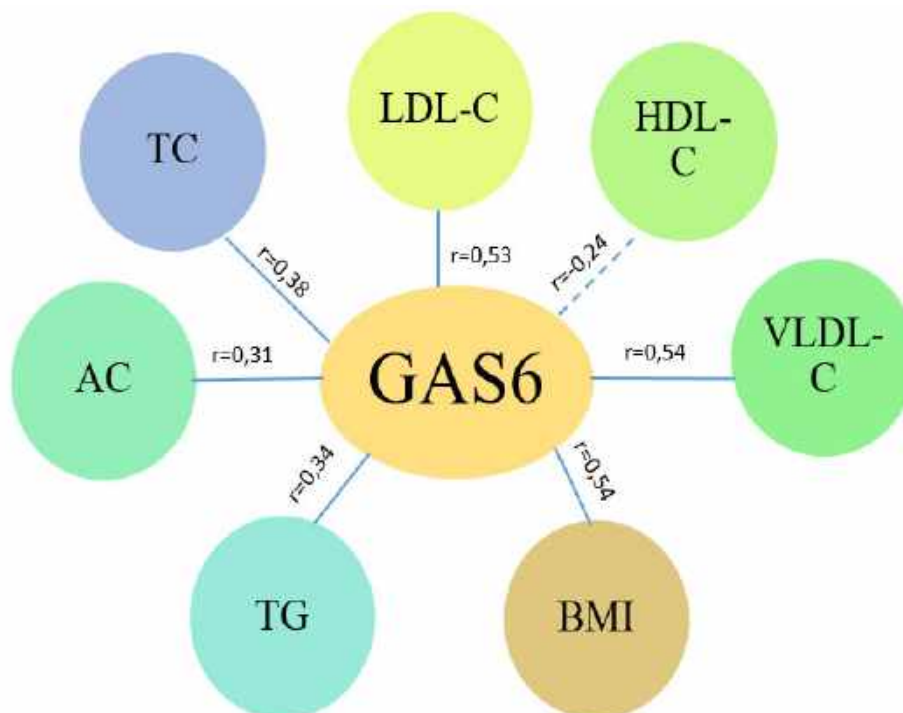 LDL-C
HDL-
C
TC
r=0,53
r=-0,24
r=0,38
VLDL-
C
r=0,31
r=0,54
AC
GAS6
r=0,34
r=0,54
TG
BMI